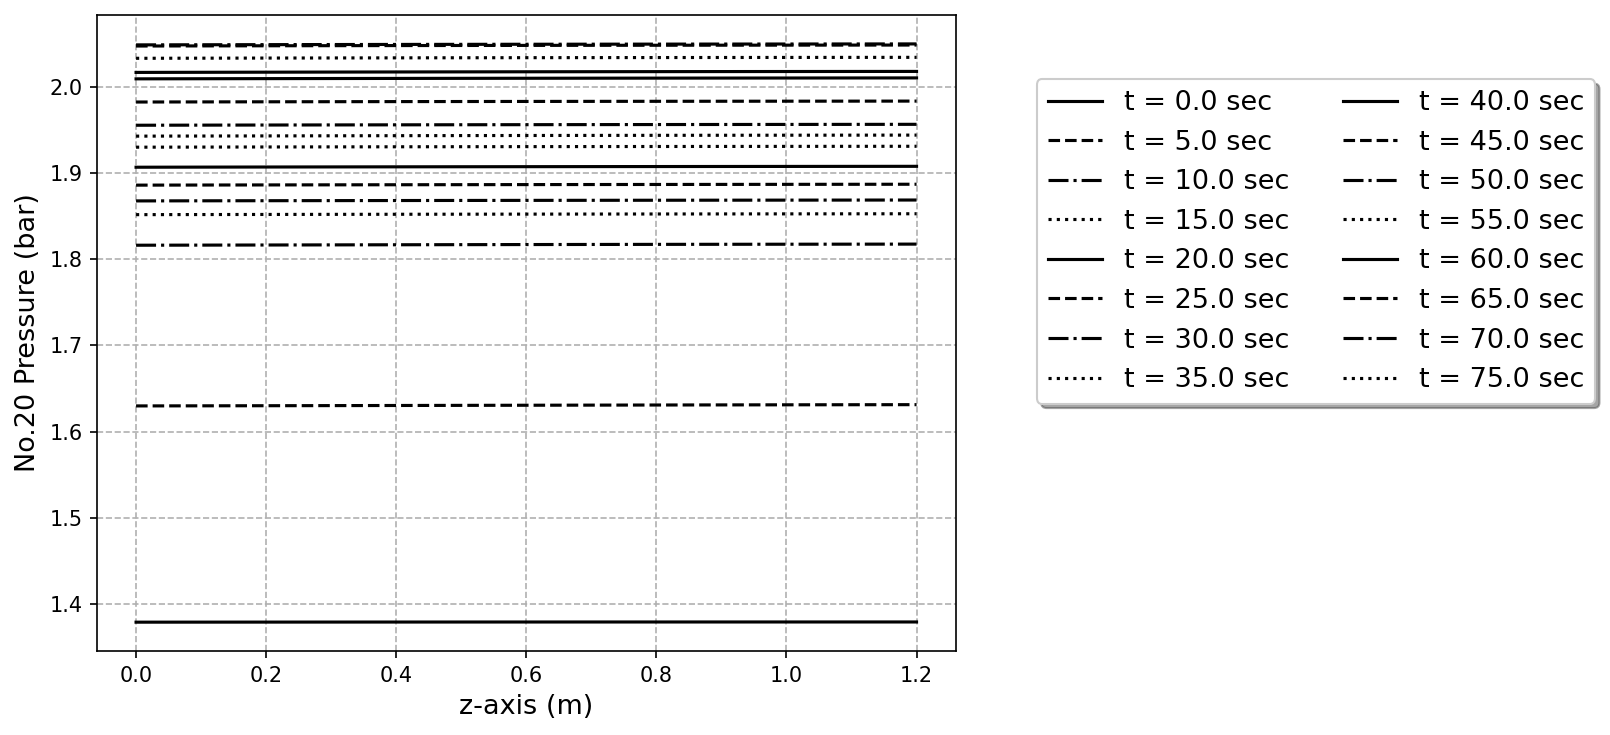 No.20 Pressure (bar)
2.0
1.9
1.8
1.7
1.6
1.5
1.4
0.0 0.2 0.4 0.6 0.8 1.0 1.2
z-axis (m)
t = 0.0 sec
t = 5.0 sec
t = 10.0 sec
t = 15.0 sec
t = 20.0 sec
t = 25.0 sec
t = 30.0 sec
t = 35.0 sec
t = 40.0 sec
t = 45.0 sec
t = 50.0 sec
t = 55.0 sec
t = 60.0 sec
t = 65.0 sec
t = 70.0 sec
t = 75.0 sec